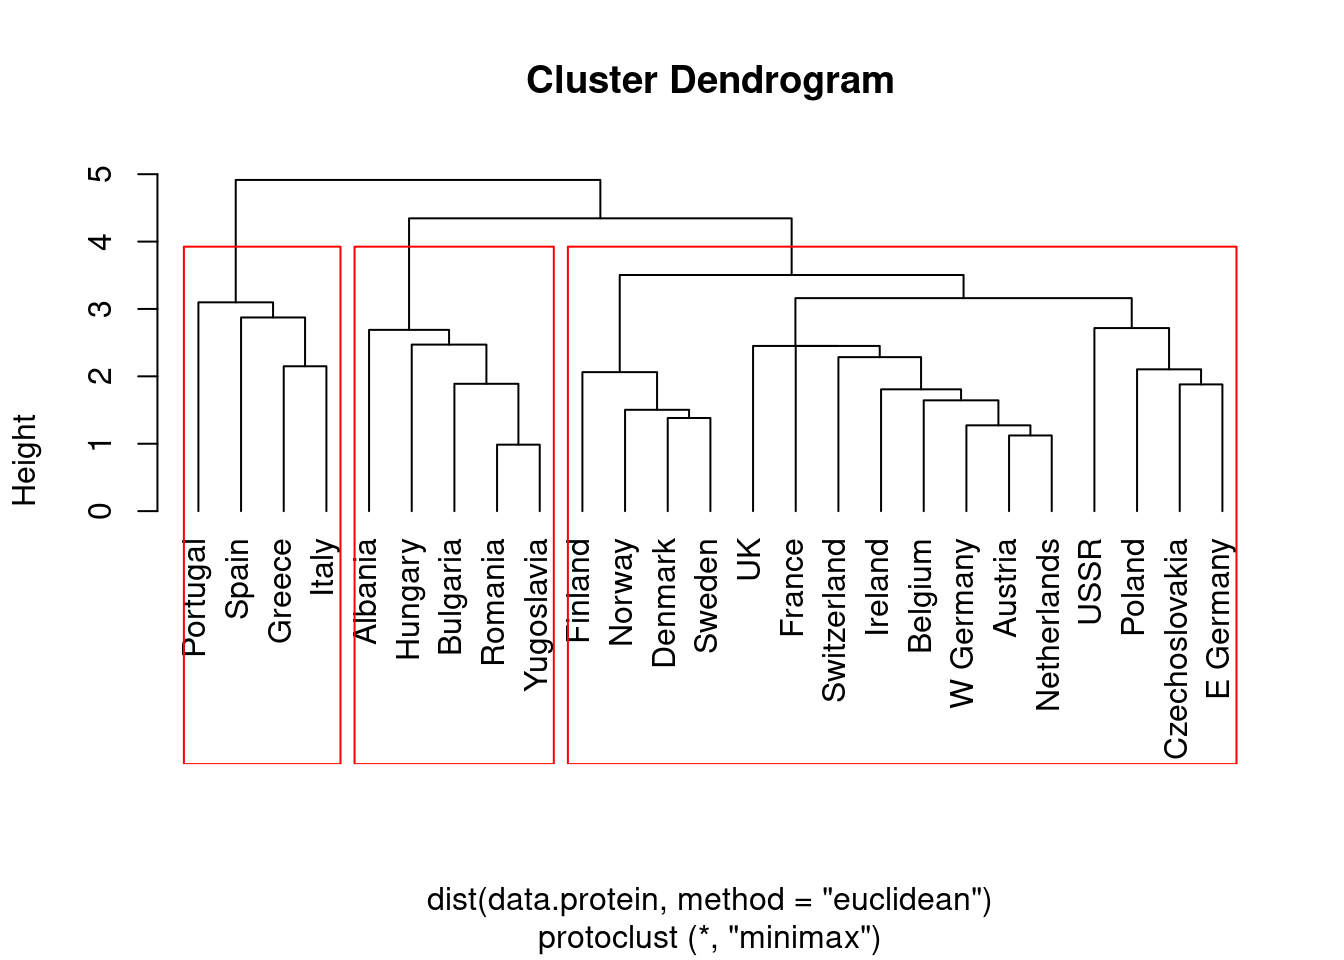 Cluster Dendrogram
Height
5
4
3
2
1
0
Portugal
Spain
Greece
Italy
Albania
Hungary
Bulgaria
Romania
Yugoslavia
Finland
Norway
Denmark
Sweden
UK
France
Switzerland
Ireland
Belgium
W Germany
Austria
Netherlands
USSR
Poland
Czechoslovakia
E Germany
dist(data.protein, method = "euclidean")
protoclust (*, "minimax")